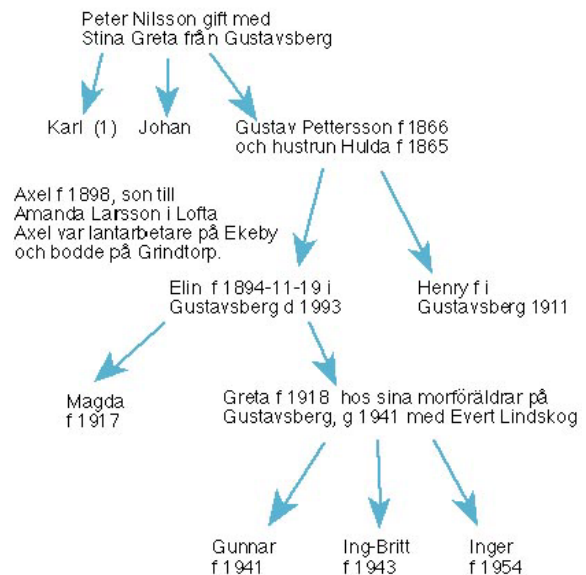 Peter Nilsson gift med
Stina Greta från Gustavsberg
Karl (1)
Johan
Gustav Pettersson f 1866
och hustrun Hulda f 1865
Axel f 1898, son till
Amanda Larsson i Lofta
Axel var lantarbetare på Ekeby
och bodde på Grindtorp.
Elin f 1894-11-19 i
Gustavsberg d 1993
Henry f i
Gustavsberg 1911
Magda
f 1917
Greta f 1918 hos sina morföräldrar på
Gustavsberg, g 1941 med Evert Lindskog
Gunnar
f 1941
Ing-Britt
f 1943
Inger
f 1954